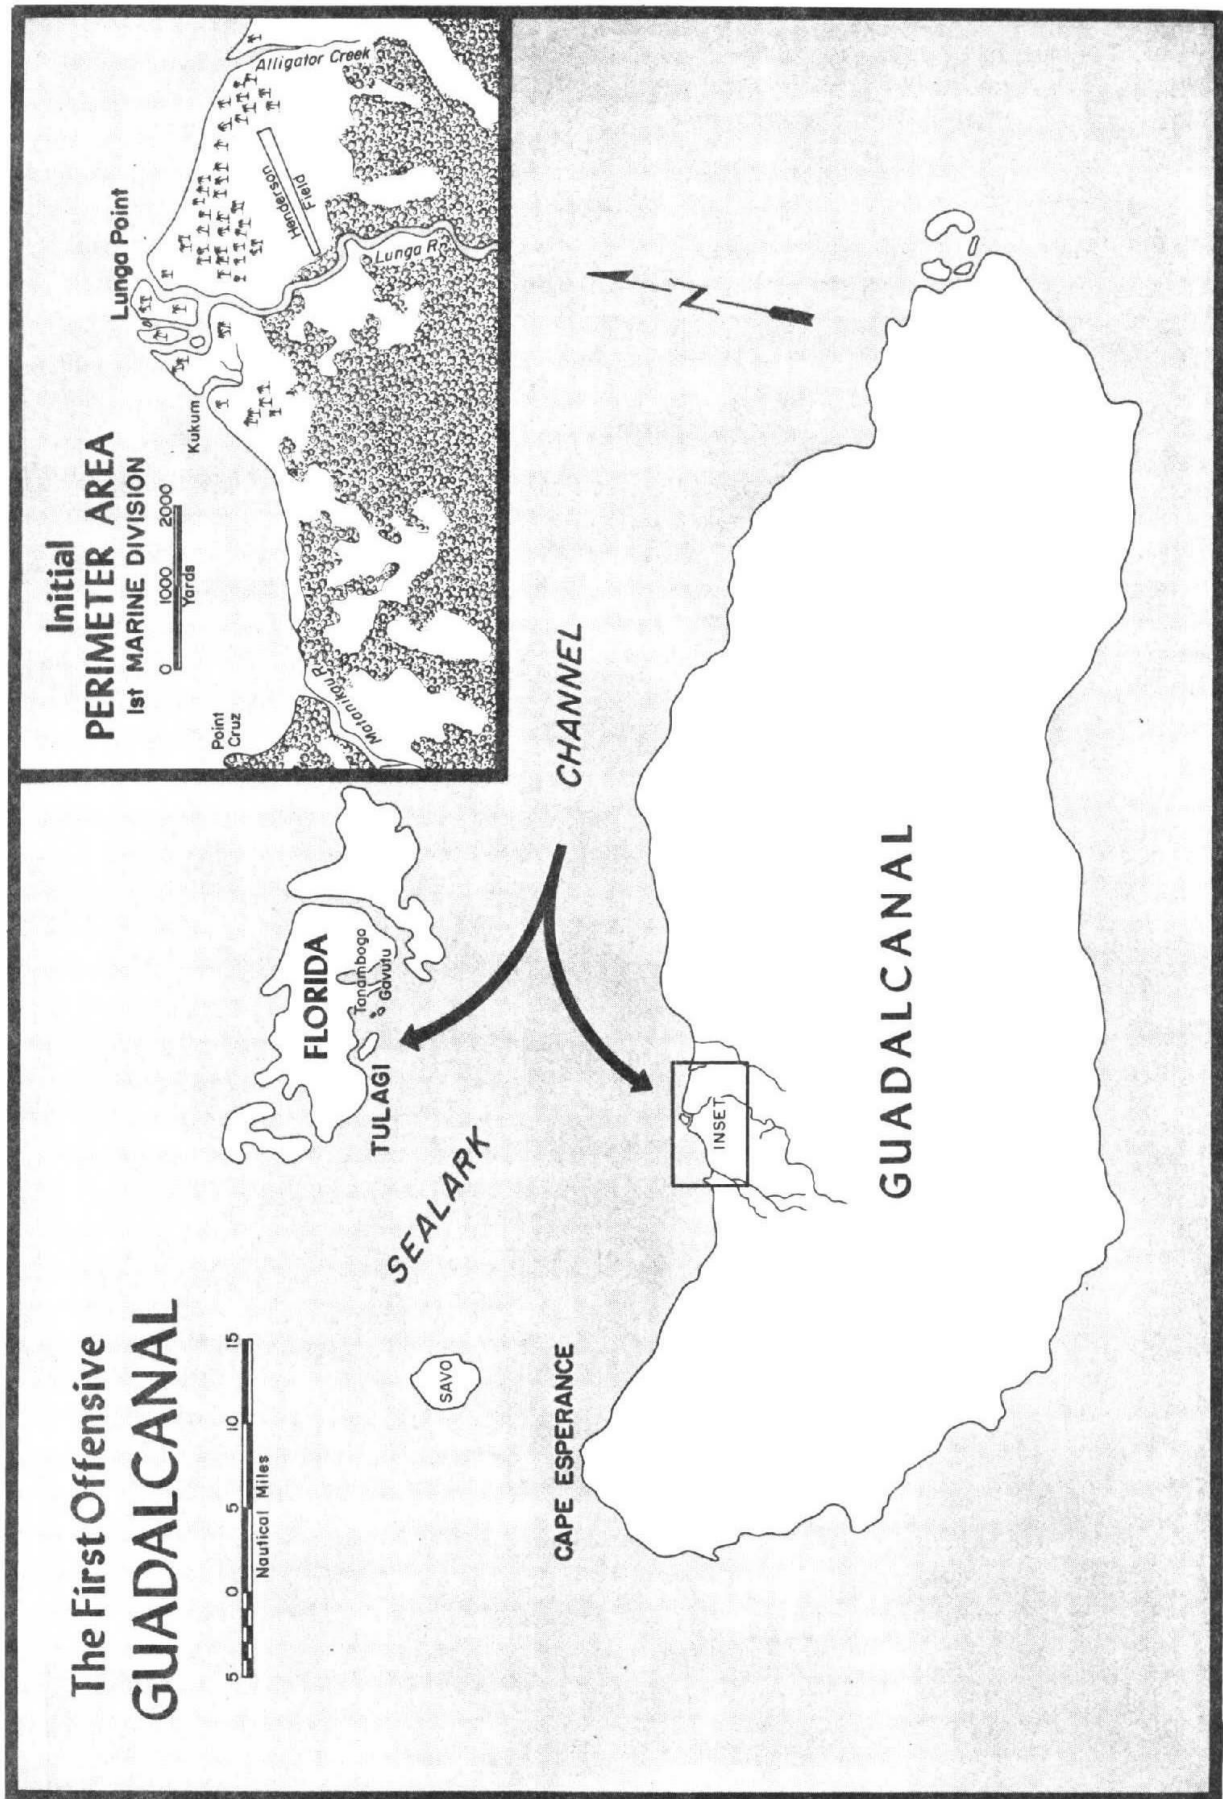 The First Offensive
GUADALCANAL
5 0 5 10 15
Nautical Miles
Initial
PERIMETER AREA
1st MARINE DIVISION
0 1000 2000
Yards
Point
Cruz
Matanikau R.
Kukum
Lunga Point
Lunga R.
Henderson
Field
Alligator Creek
FLORIDA
Tanambogo
Gavutu
TULAGI
SEALARK
CHANNEL
SAVO
CAPE ESPERANCE
INSET
GUADALCANAL